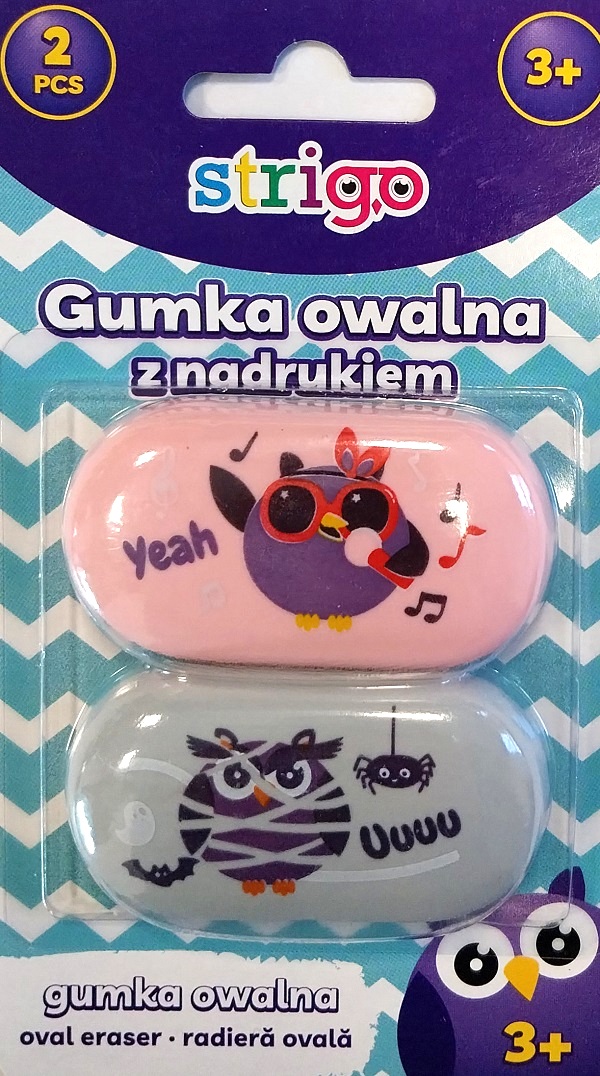 2
PCS
3+
strigo
Gumka owalna
z nadrukiem
Yeah
Uuuu
gumka owalna
oval eraser · radieră ovală
3+